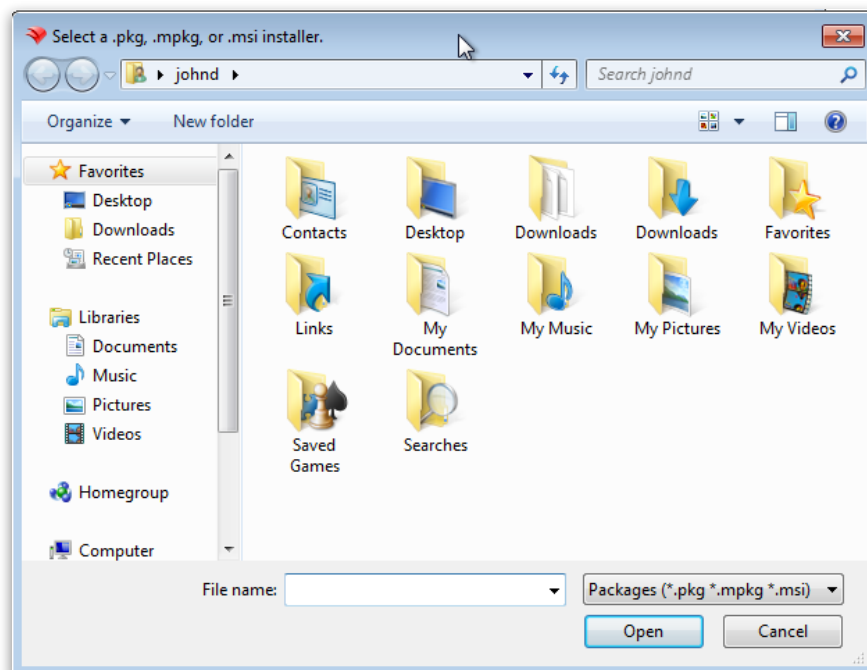 Select a .pkg, .mpkg, or .msi installer.
johnd
Search johnd
Organize
New folder
Favorites
Desktop
Downloads
Recent Places
Libraries
Documents
Music
Pictures
Videos
Homegroup
Computer
Contacts
Desktop
Downloads
Downloads
Favorites
Links
My
Documents
My Music
My Pictures
My Videos
Saved
Games
Searches
File name:
Packages (*.pkg *.mpkg *.msi)
Open
Cancel